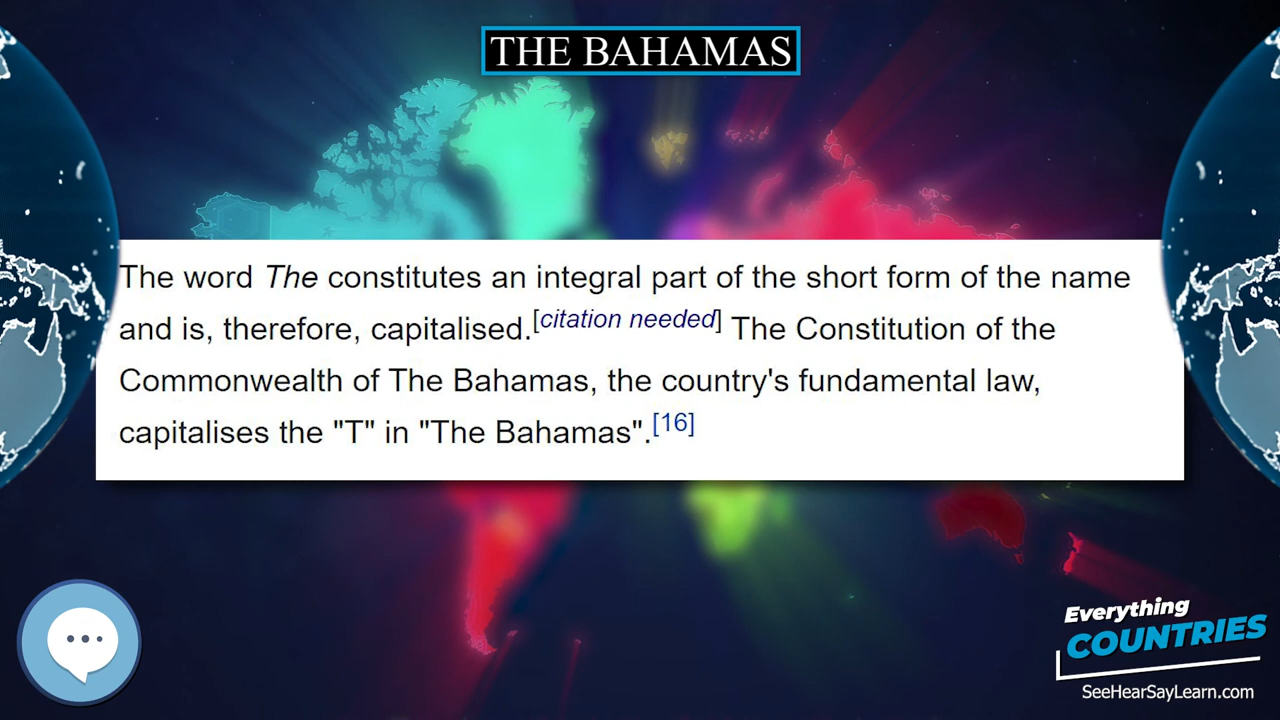 THE BAHAMAS
The word The constitutes an integral part of the short form of the name
and is, therefore, capitalised.[citation needed] The Constitution of the
Commonwealth of The Bahamas, the country's fundamental law,
capitalises the "T" in "The Bahamas".[16]
Everything
COUNTRIES
SeeHearSayLearn.com